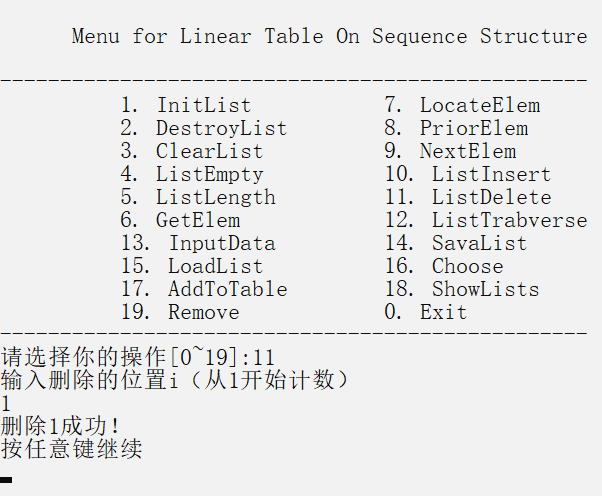 Menu for Linear Table On Sequence Structure
-------------------------------------------------
1. InitList 7. LocateElem
2. DestroyList 8. PriorElem
3. ClearList 9. NextElem
4. ListEmpty 10. ListInsert
5. ListLength 11. ListDelete
6. GetElem 12. ListTrabverse
13. InputData 14. SavaList
15. LoadList 16. Choose
17. AddToTable 18. ShowLists
19. Remove 0. Exit
-------------------------------------------------
请选择你的操作[0~19]:11
输入删除的位置i（从1开始计数）
1
删除1成功！
按任意键继续